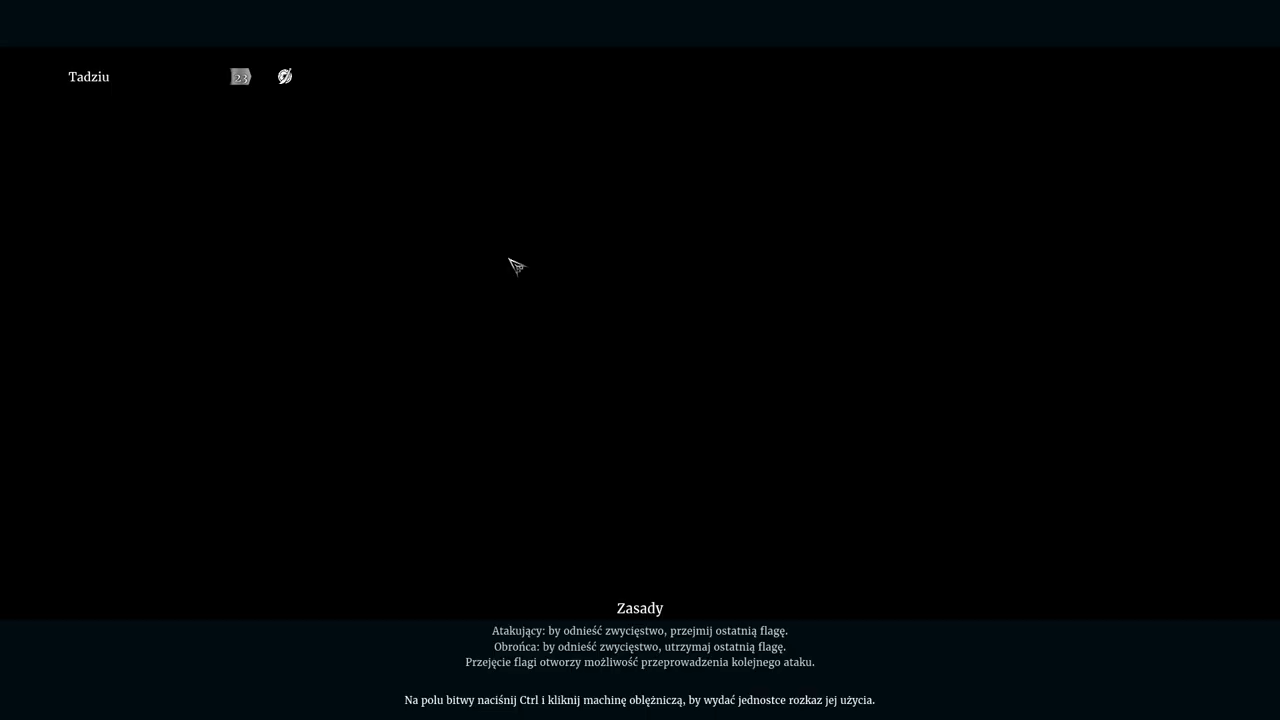 Tadziu 23
Zasady
Atakujący: by odnieść zwycięstwo, przejmij ostatnią flagę.
Obrońca: by odnieść zwycięstwo, utrzymaj ostatnią flagę.
Przejęcie flagi otworzy możliwość przeprowadzenia kolejnego ataku.
Na polu bitwy naciśnij Ctrl i kliknij machinę oblężniczą, by wydać jednostce rozkaz jej użycia.